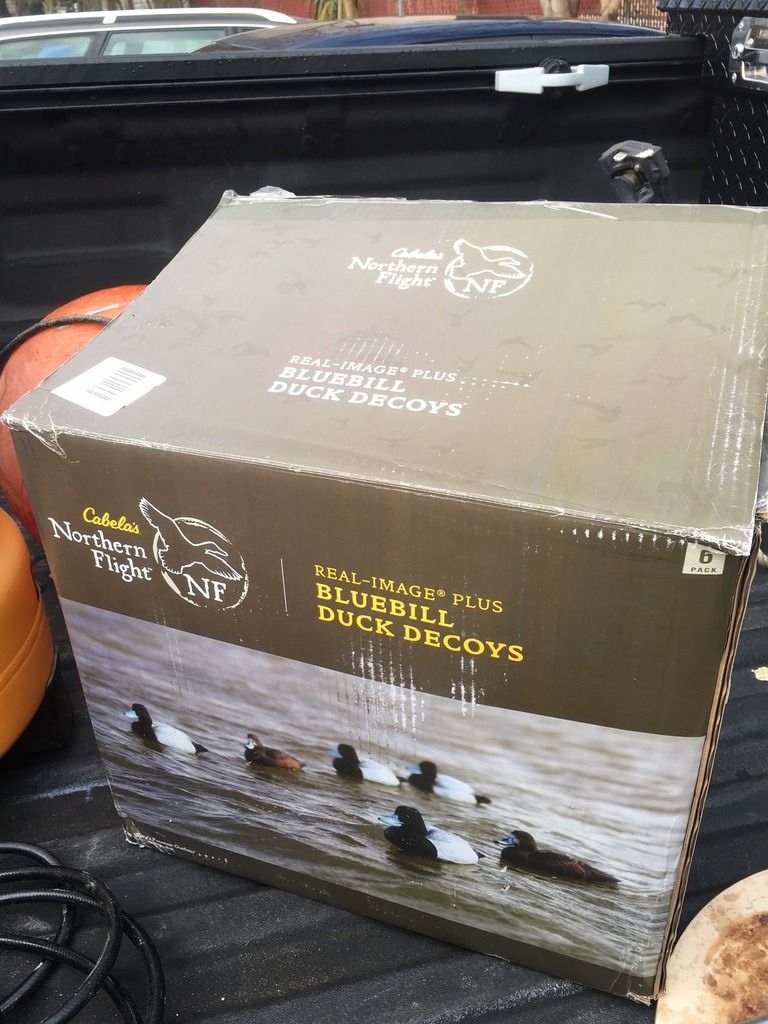 Cabela's
Northern
Flight
NF
REAL-IMAGE® PLUS
BLUEBILL
DUCK DECOYS
Cabela's
Northern
Flight™
NF
REAL-IMAGE® PLUS
BLUEBILL
DUCK DECOYS
6
PACK